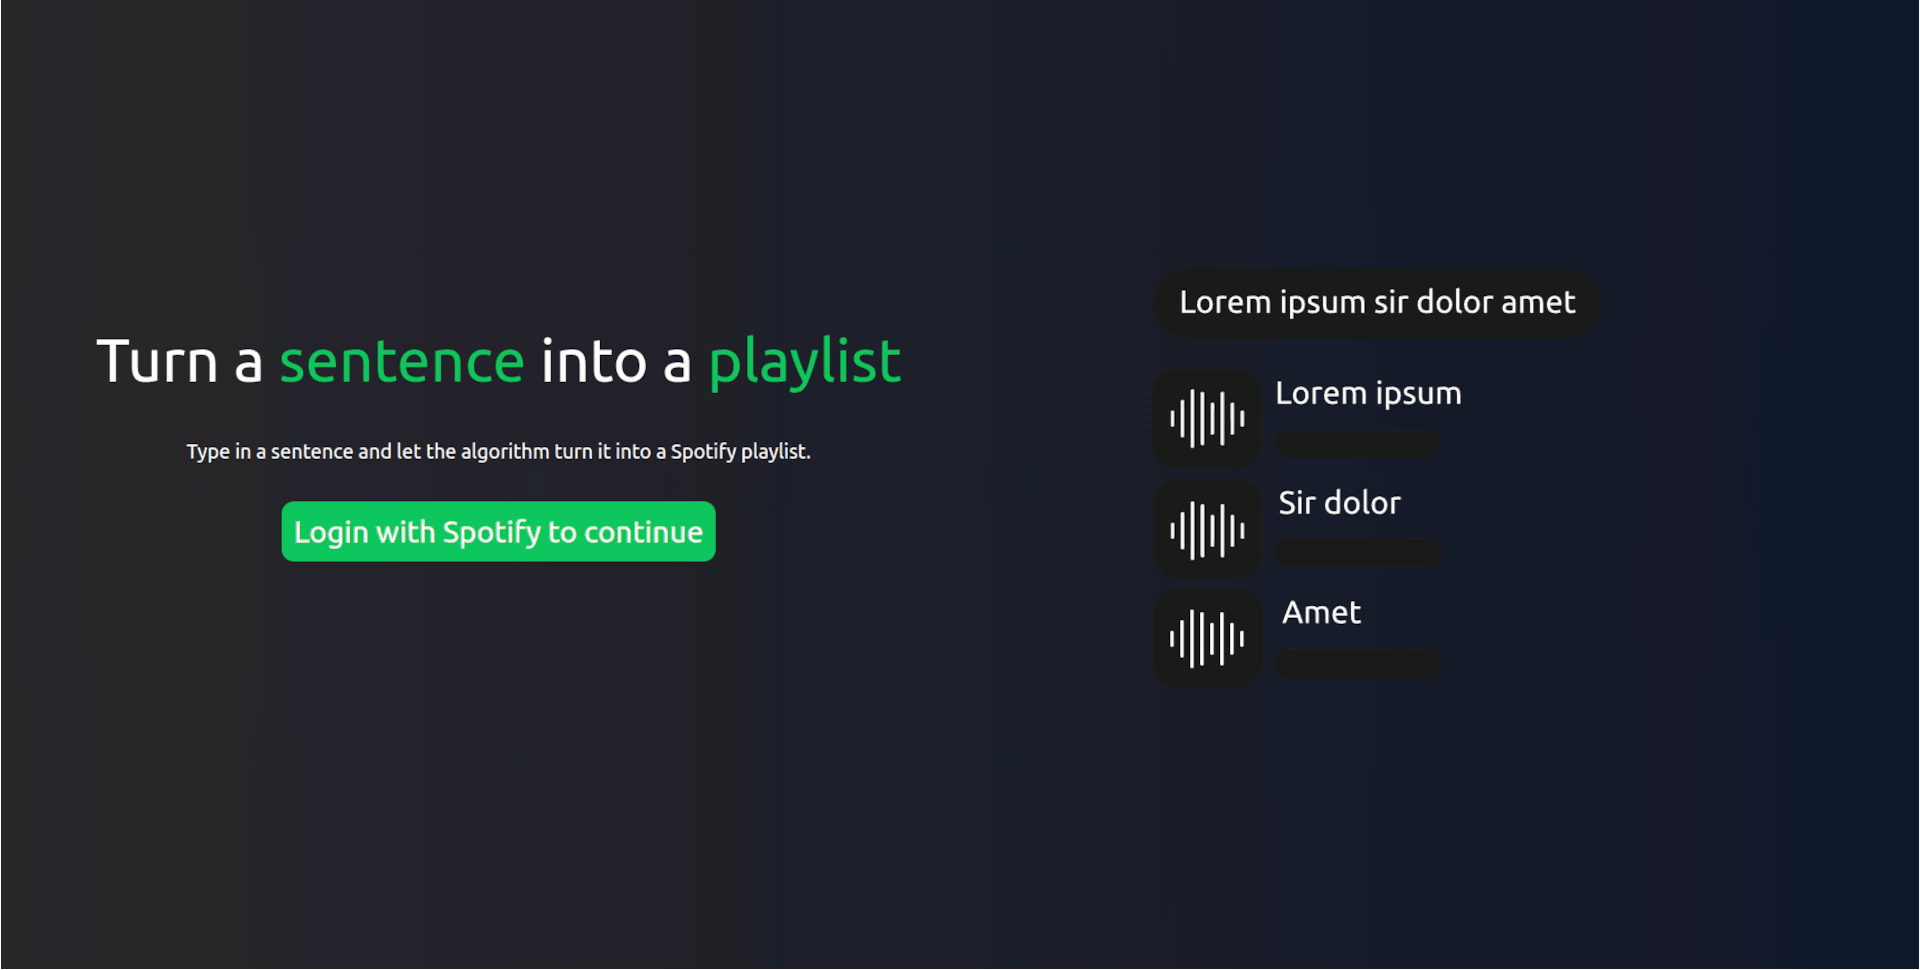 Turn a sentence into a playlist
Type in a sentence and let the algorithm turn it into a Spotify playlist.
Login with Spotify to continue
Lorem ipsum sir dolor amet
Lorem ipsum
Sir dolor
Amet